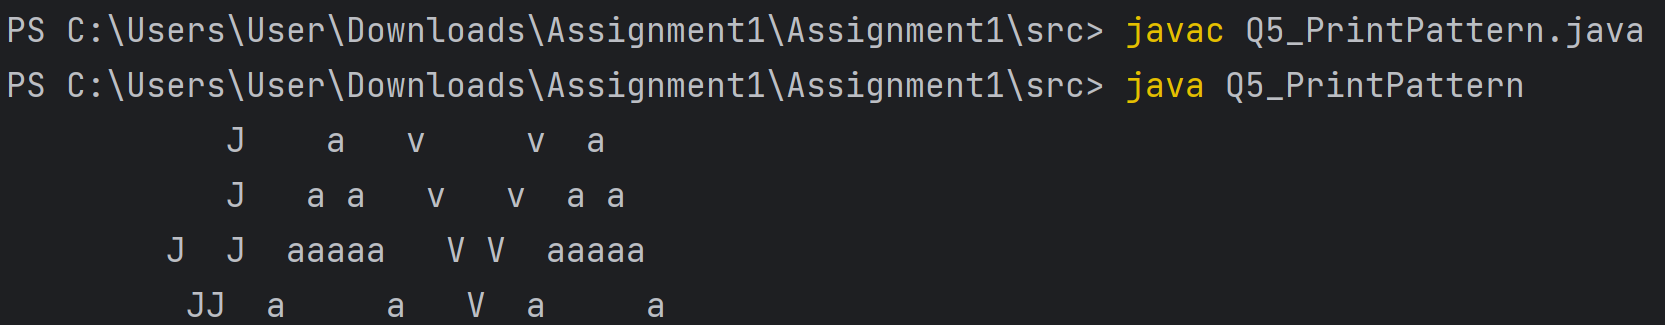 PS C:\Users\User\Downloads\Assignment1\Assignment1\src> javac Q5_PrintPattern.java
PS C:\Users\User\Downloads\Assignment1\Assignment1\src> java Q5_PrintPattern
           J    a   v     v  a
           J   a a   v   v  a a
        J  J  aaaaa   V V  aaaaa
         JJ  a     a   V  a     a